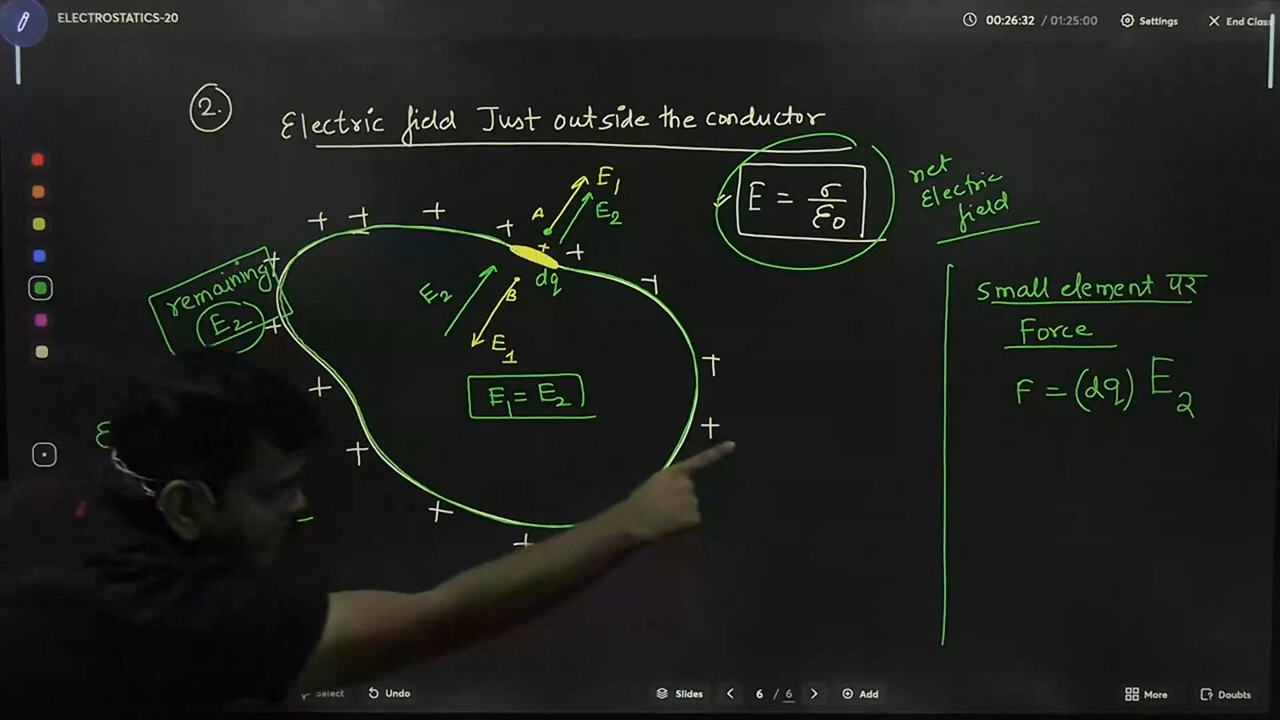 ELECTROSTATICS-20
00:26:32 / 01:25:00
Settings
End Class
2.
Electric field Just outside the conductor
E = σ/ε0
net
Electric
field
A
E1
E2
+ + + + + + + + + + + + + + +
dq
B
E2
E1
E1 = E2
remaining
E2
small element पर
Force
F = (dq) E2
Select
Undo
Slides
6 / 6
Add
More
Doubts